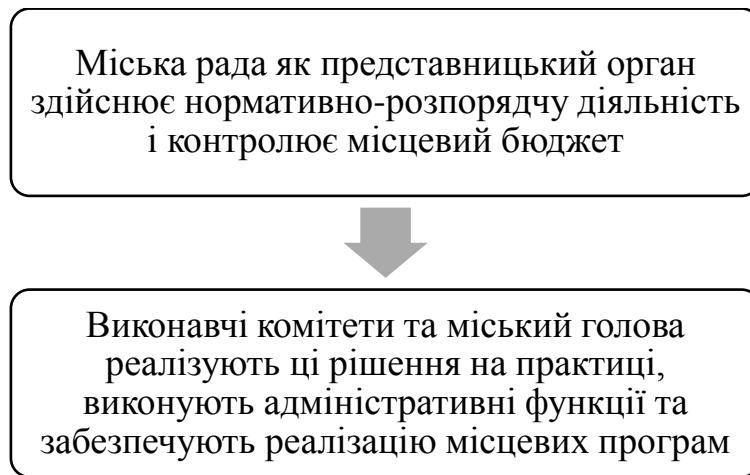 Міська рада як представницький орган
здійснює нормативно-розпорядчу діяльність
і контролює місцевий бюджет
Виконавчі комітети та міський голова
реалізують ці рішення на практиці,
виконують адміністративні функції та
забезпечують реалізацію місцевих програм